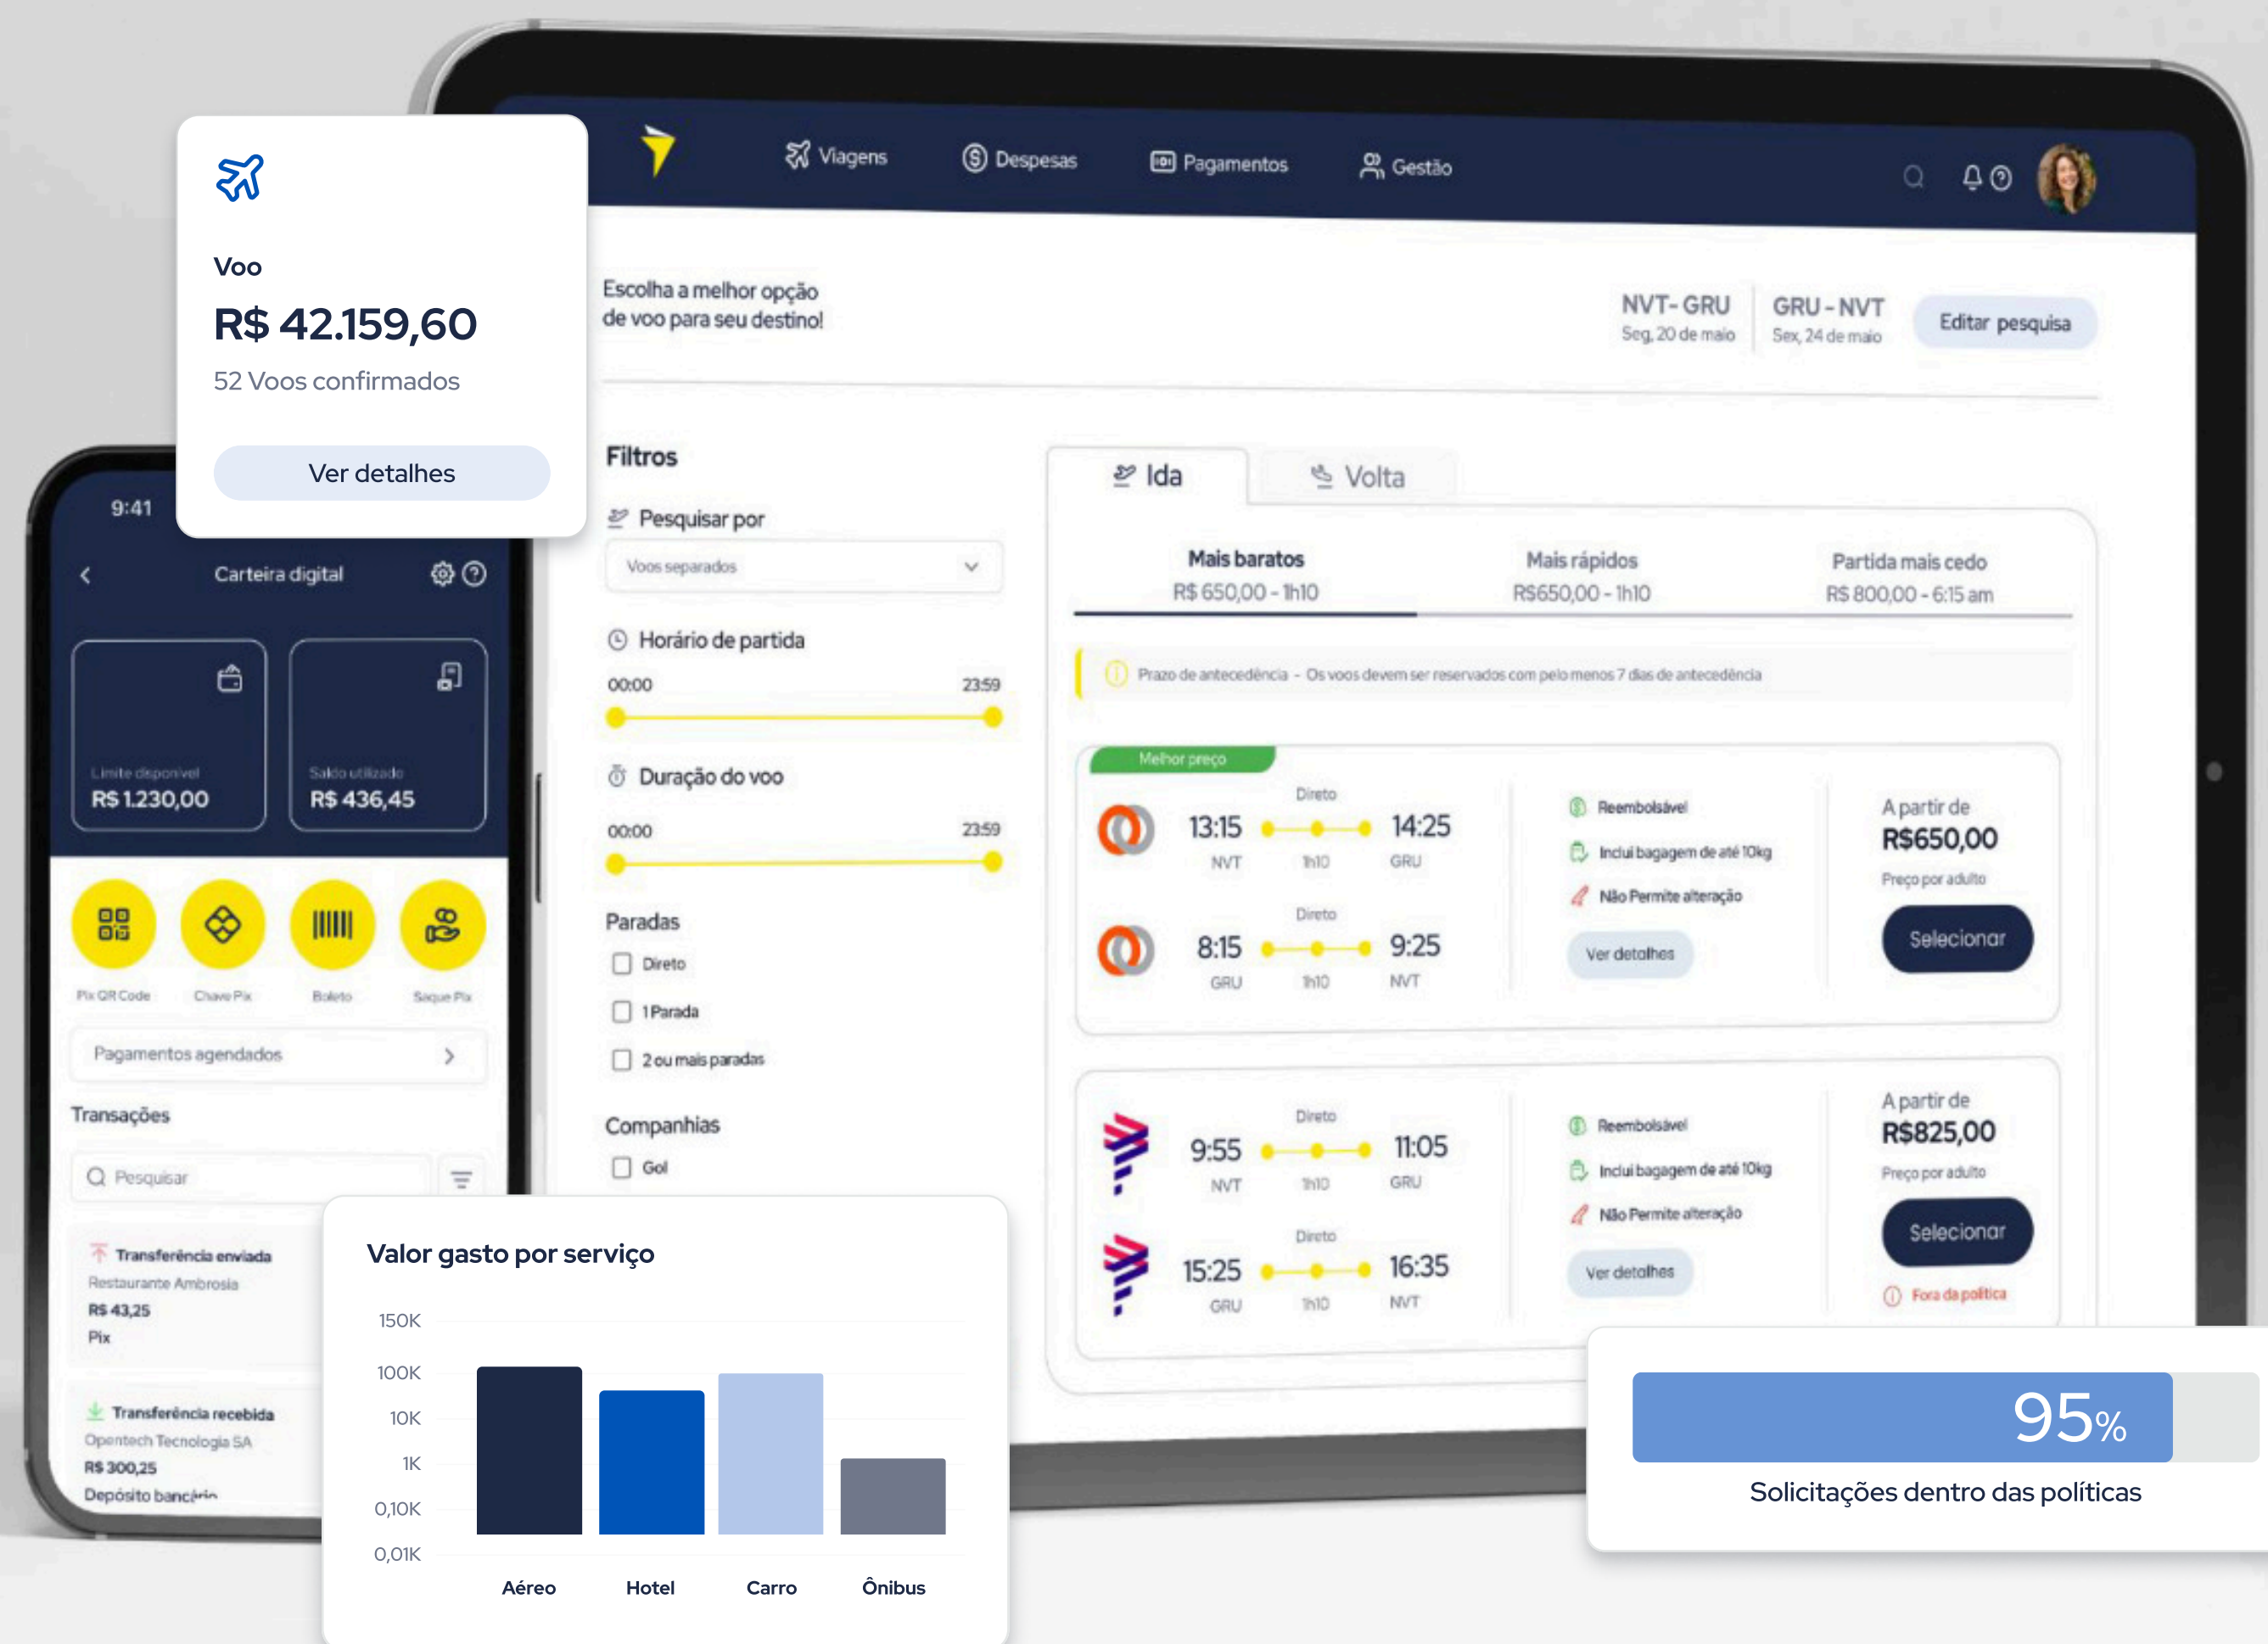 Viagens
Despesas
Pagamentos
Gestão
Voo
R$ 42.159,60
52 Voos confirmados
Ver detalhes
Escolha a melhor opção
de voo para seu destino!
NVT- GRU
Seg, 20 de maio
GRU - NVT
Sex, 24 de maio
Editar pesquisa
Filtros
Pesquisar por
Voos separados
Horário de partida
00:00 23:59
Duração do voo
00:00 23:59
Paradas
Direto
1 Parada
2 ou mais paradas
Companhias
Gol
Ida
Volta
Mais baratos
R$ 650,00 - 1h10
Mais rápidos
R$650,00 - 1h10
Partida mais cedo
R$ 800,00 - 6:15 am
Prazo de antecedência - Os voos devem ser reservados com pelo menos 7 dias de antecedência
Melhor preço
Direto
13:15 14:25
NVT 1h10 GRU
Direto
8:15 9:25
GRU 1h10 NVT
Reembolsável
Inclui bagagem de até 10kg
Não Permite alteração
Ver detalhes
A partir de
R$650,00
Preço por adulto
Selecionar
Direto
9:55 11:05
NVT 1h10 GRU
Direto
15:25 16:35
GRU 1h10 NVT
Reembolsável
Inclui bagagem de até 10kg
Não Permite alteração
Ver detalhes
A partir de
R$825,00
Preço por adulto
Selecionar
Fora da política
9:41
Carteira digital
Limite disponível
R$ 1.230,00
Saldo utilizado
R$ 436,45
Pix QR Code
Chave Pix
Boleto
Saque Pix
Pagamentos agendados
Transações
Pesquisar
Transferência enviada
Restaurante Ambrosia
R$ 43,25
Pix
Transferência recebida
Opentech Tecnologia SA
R$ 300,25
Depósito bancário
Valor gasto por serviço
150K
100K
10K
1K
0,10K
0,01K
Aéreo Hotel Carro Ônibus
95%
Solicitações dentro das políticas